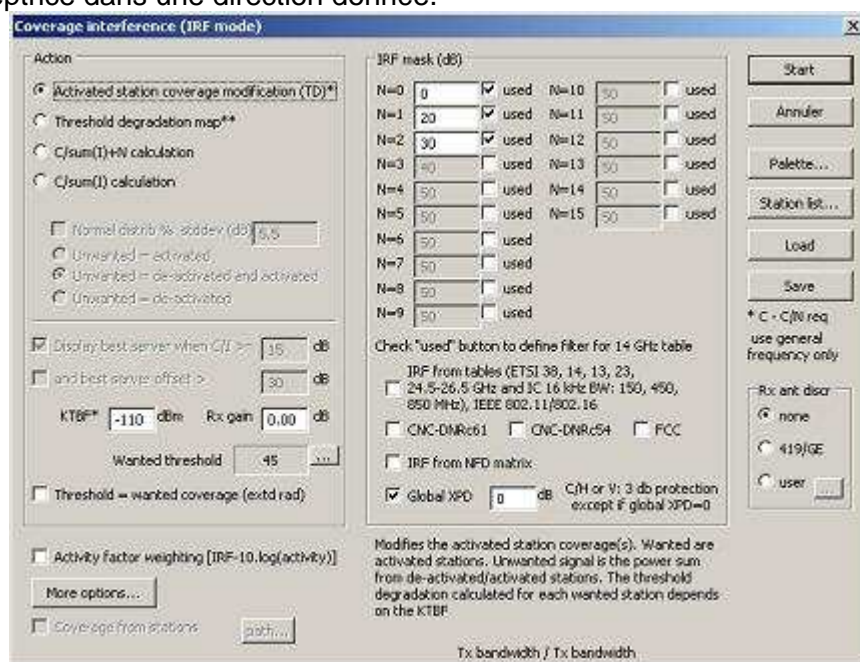 optrice dans une direction donnée.
Coverage interference (IRF mode)
Action
Activated station coverage modification (TD)*
Threshold degradation map**
C/sum(I)+N calculation
C/sum(I) calculation
Normal distrib % stddev (dB) 5,5
Unwanted = activated
Unwanted = de-activated and activated
Unwanted = de-activated
Display best server when C/I >= 15 dB
and best server offset > 30 dB
KTBF* -110 dBm Rx gain 0.00 dB
Wanted threshold 45 ...
Threshold = wanted coverage (extd rad)
Activity factor weighting [IRF-10.log(activity)]
More options...
Coverage from stations path...
IRF mask (dB)
N=0 0 used N=10 50 used
N=1 20 used N=11 50 used
N=2 30 used N=12 50 used
N=3 40 used N=13 50 used
N=4 50 used N=14 50 used
N=5 50 used N=15 50 used
N=6 50 used
N=7 50 used
N=8 50 used
N=9 50 used
Check "used" button to define filter for 14 GHz table
IRF from tables (ETSI
38, 14, 13, 23,
24.5-26.5 GHz and IC 16 kHz BW: 150, 450,
850 MHz), IEEE 802.11/802.16
CNC-DNRc61 CNC-DNRc54 FCC
IRF from NFD matrix
Global XPD 0 dB C/H or V: 3 db protection
except if global XPD=0
Modifies the activated station coverage(s). Wanted are
activated stations. Unwanted signal is the power sum
from de-activated/activated stations. The threshold
degradation calculated for each wanted station depends
on the KTBF
Tx bandwidth / Tx bandwidth
Start
Annuler
Palette...
Station list...
Load
Save
* C - C/N req
use general
frequency only
Rx ant discr
none
419/GE
user ...